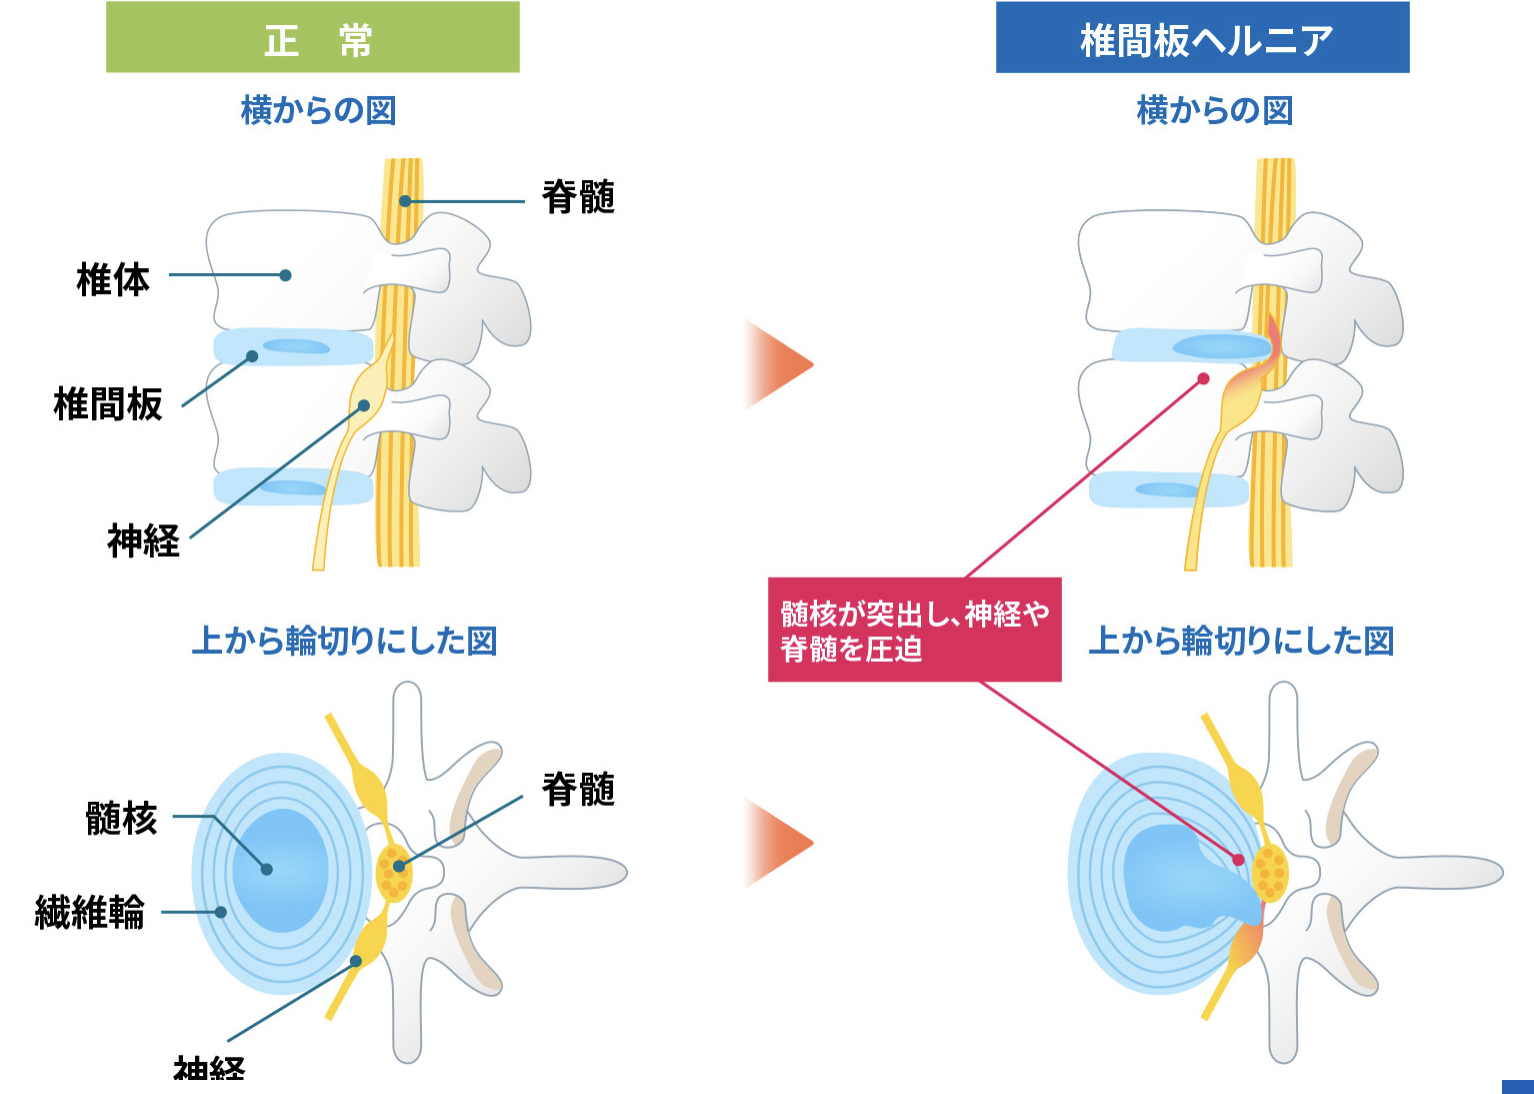 正 常
横からの図
脊髄
椎体
椎間板
神経
上から輪切りにした図
脊髄
髄核
繊維輪
神経
椎間板ヘルニア
横からの図
髄核が突出し、神経や
脊髄を圧迫
上から輪切りにした図